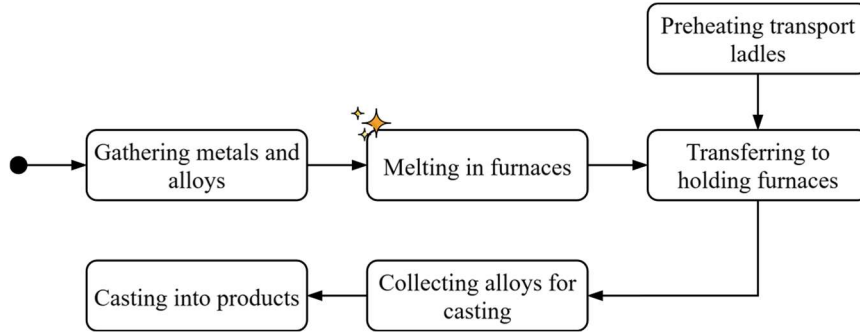 Preheating transport
ladles
Gathering metals and
alloys
Melting in furnaces
Transferring to
holding furnaces
Casting into products
Collecting alloys for
casting